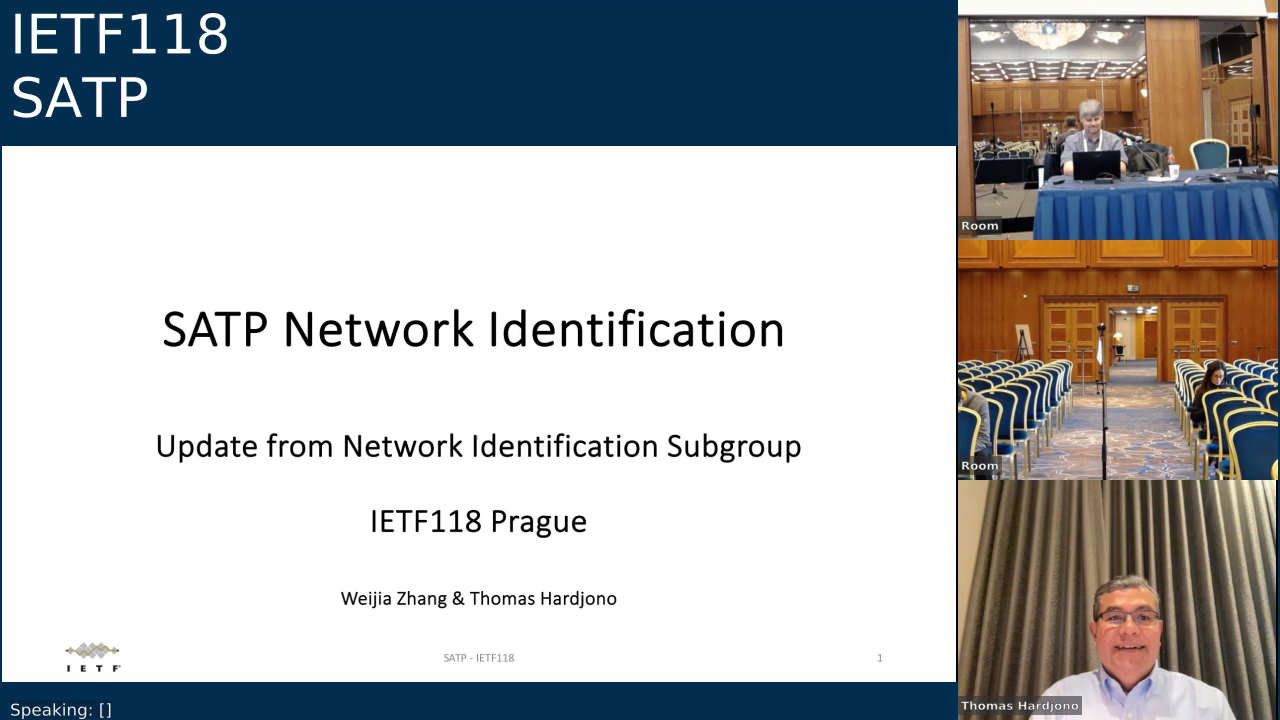 IETF118
SATP
SATP Network Identification
Update from Network Identification Subgroup
IETF118 Prague
Weijia Zhang & Thomas Hardjono
I E T F
SATP - IETF118
1
Speaking: []
Room
Room
Thomas Hardjono